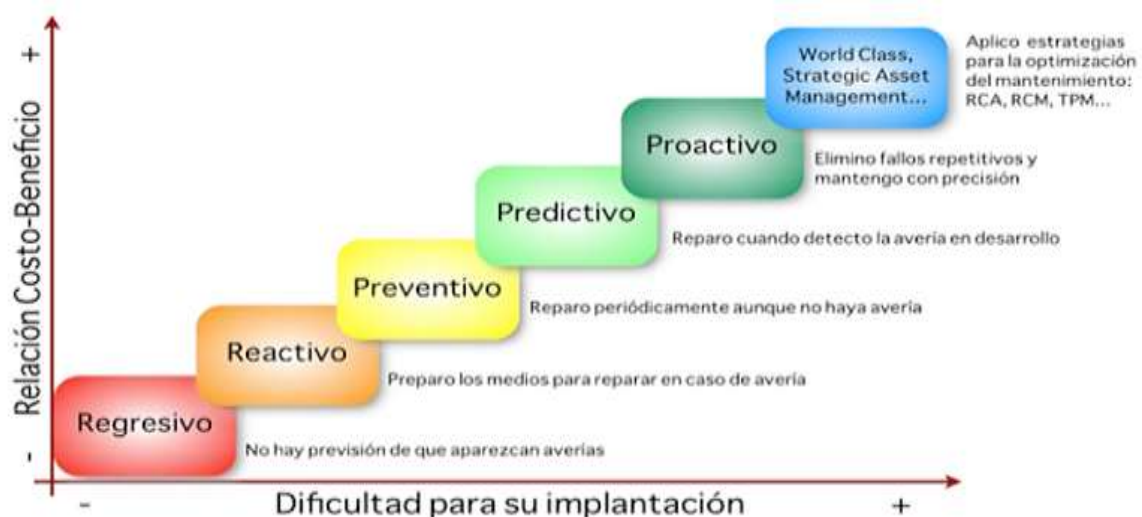 +
Relación Costo-Beneficio
-
World Class,
Strategic Asset
Management...
Aplico estrategias
para la optimización
del mantenimiento:
RCA, RCM, TPM...
Proactivo
Elimino fallos repetitivos y
mantengo con precisión
Predictivo
Reparo cuando detecto la avería en desarrollo
Preventivo
Reparo periódicamente aunque no haya avería
Reactivo
Preparo los medios para reparar en caso de avería
Regresivo
No hay previsión de que aparezcan averías
-
Dificultad para su implantación
+